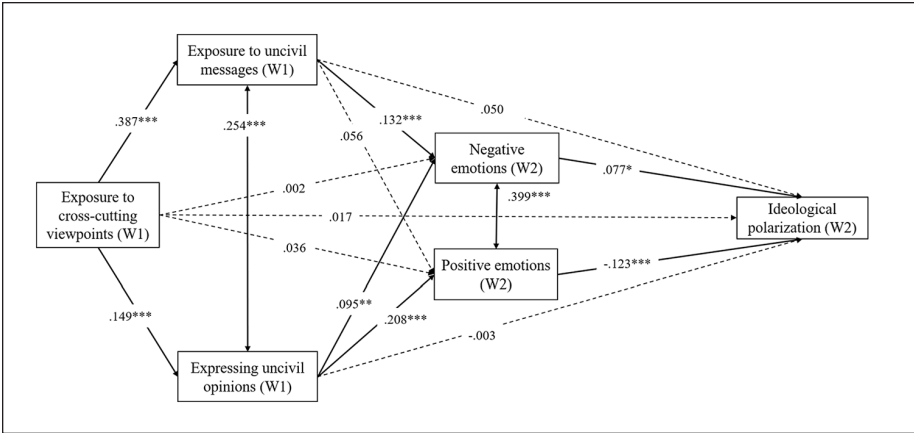 Exposure to uncivil
messages (W1)
.050
.387***
.254***
.132***
.056
Negative
emotions (W2)
.077*
.002
.399***
Exposure to
cross-cutting
viewpoints (W1)
.017
Ideological
polarization (W2)
.036
Positive emotions
(W2)
-.123***
.095**
.149***
.208***
-.003
Expressing uncivil
opinions (W1)